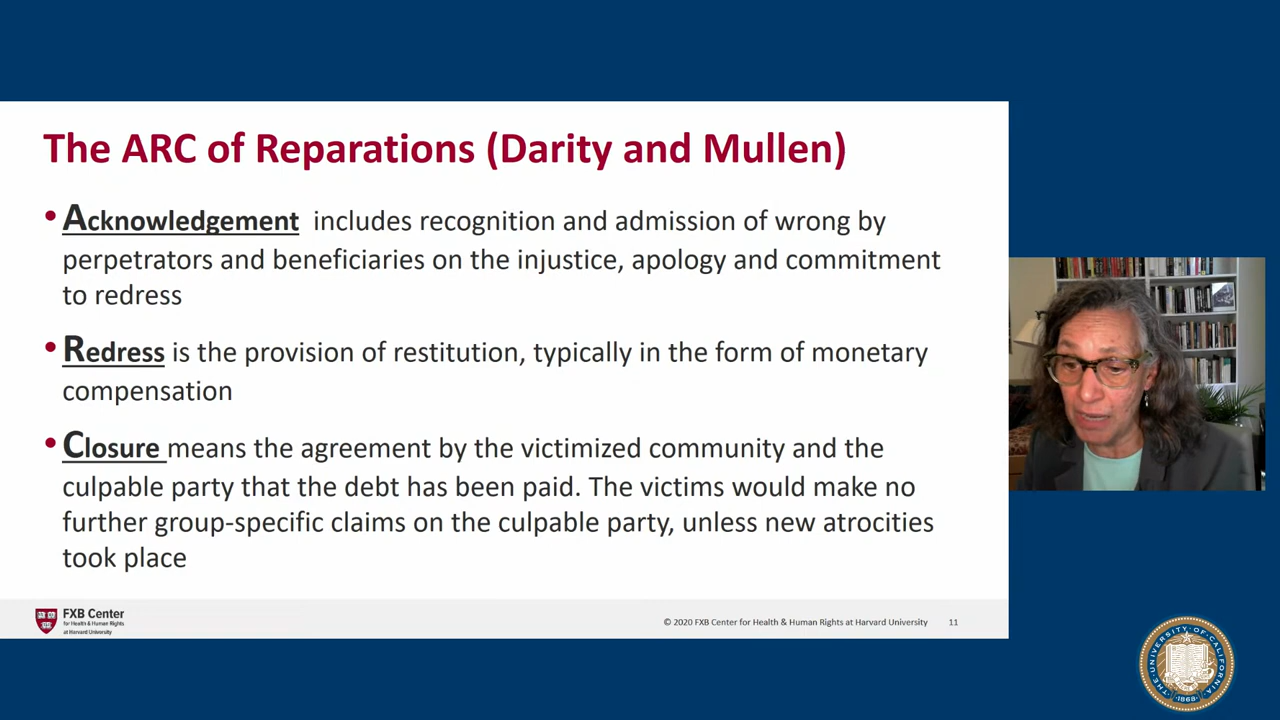 The ARC of Reparations (Darity and Mullen)
• Acknowledgement includes recognition and admission of wrong by
perpetrators and beneficiaries on the injustice, apology and commitment
to redress
• Redress is the provision of restitution, typically in the form of monetary
compensation
• Closure means the agreement by the victimized community and the
culpable party that the debt has been paid. The victims would make no
further group-specific claims on the culpable party, unless new atrocities
took place
FXB Center
for Health & Human Rights
at Harvard University
© 2020 FXB Center for Health & Human Rights at Harvard University 11
THE UNIVERSITY OF CALIFORNIA
1868